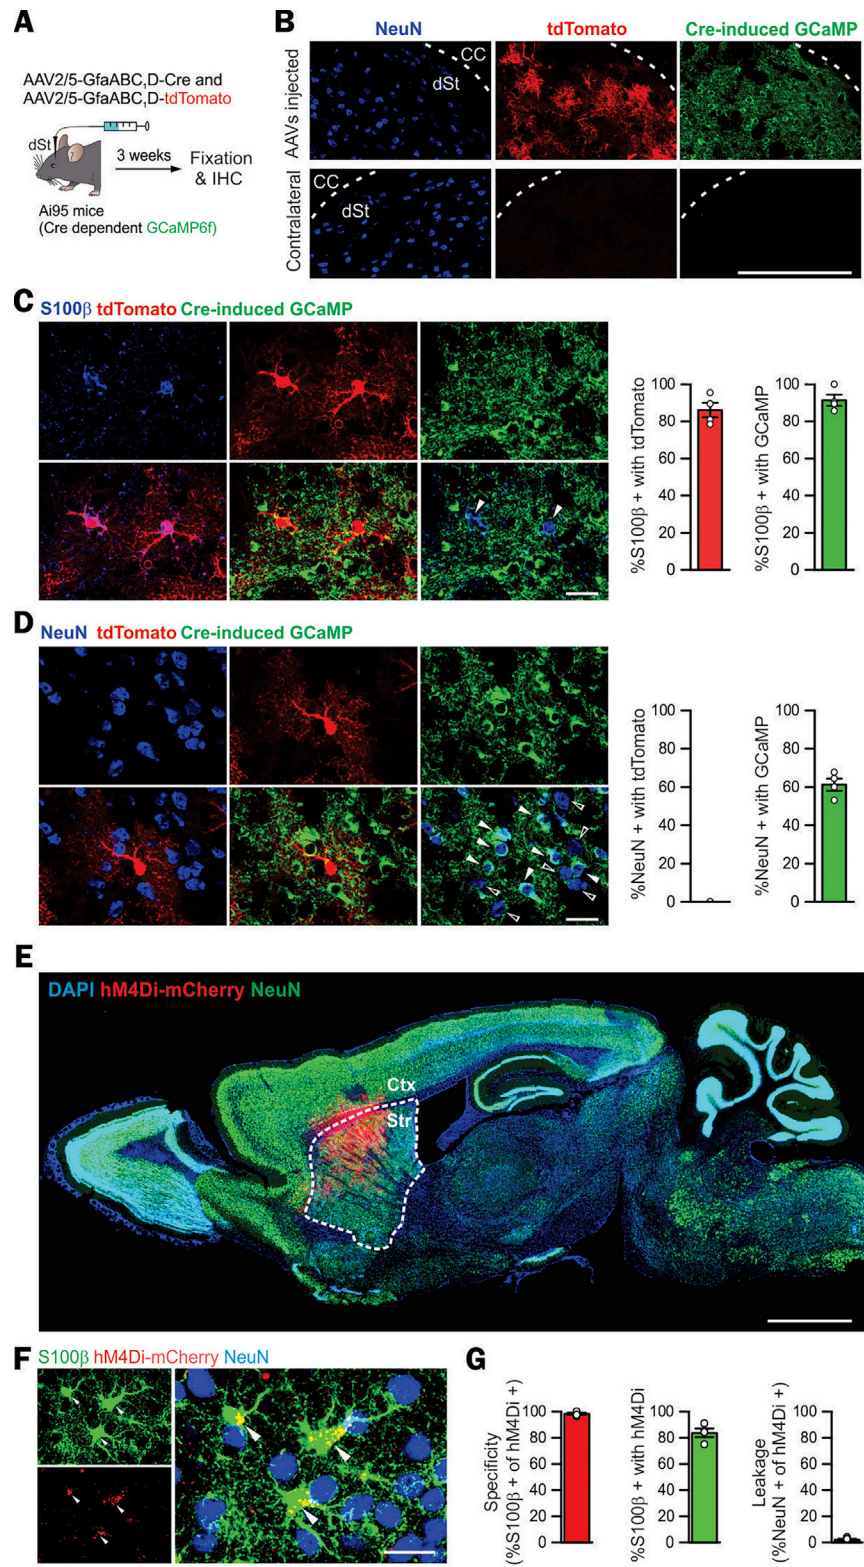 A
AAV2/5-GfaABC1D-Cre and
AAV2/5-GfaABC1D-tdTomato
dSt
3 weeks
Fixation
& IHC
Ai95 mice
(Cre dependent GCaMP6f)
B
NeuN
tdTomato
Cre-induced GCaMP
AAVs injected
CC
dSt
Contralateral
CC
dSt
C
S100β tdTomato Cre-induced GCaMP
%S100β + with tdTomato
100
80
60
40
20
0
%S100β + with GCaMP
100
80
60
40
20
0
D
NeuN tdTomato Cre-induced GCaMP
%NeuN + with tdTomato
100
80
60
40
20
0
%NeuN + with GCaMP
100
80
60
40
20
0
E
DAPI hM4Di-mCherry NeuN
Ctx
Str
F
S100β hM4Di-mCherry NeuN
G
Specificity
(%S100β + of hM4Di +)
100
80
60
40
20
0
%S100β + with hM4Di
100
80
60
40
20
0
Leakage
(%NeuN + of hM4Di +)
100
80
60
40
20
0